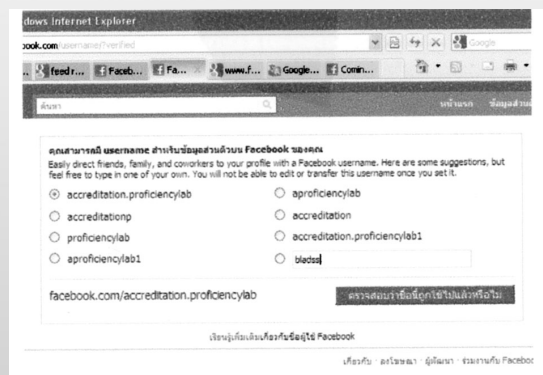 dows Internet Explorer
ook.com/username/?verified
Google
feed r... Faceb... Fa... www.f... Google... Comin...
ค้นหา
หน้าแรก ข้อมูลส่วนตัว
คุณสามารถมี username สำหรับข้อมูลส่วนตัวบน Facebook ของคุณ
Easily direct friends, family, and coworkers to your profile with a Facebook username. Here are some suggestions, but
feel free to type in one of your own. You will not be able to edit or transfer this username once you set it.
accreditation.proficiencylab aproficiencylab
accreditationp accreditation
proficiencylab accreditation.proficiencylab1
aproficiencylab1 bladss
facebook.com/accreditation.proficiencylab ตรวจสอบว่าชื่อนี้ถูกใช้ไปแล้วหรือไม่
เรียนรู้เพิ่มเติมเกี่ยวกับชื่อผู้ใช้ Facebook
เกี่ยวกับ · ลงโฆษณา · ผู้พัฒนา · ร่วมงานกับ Faceboo